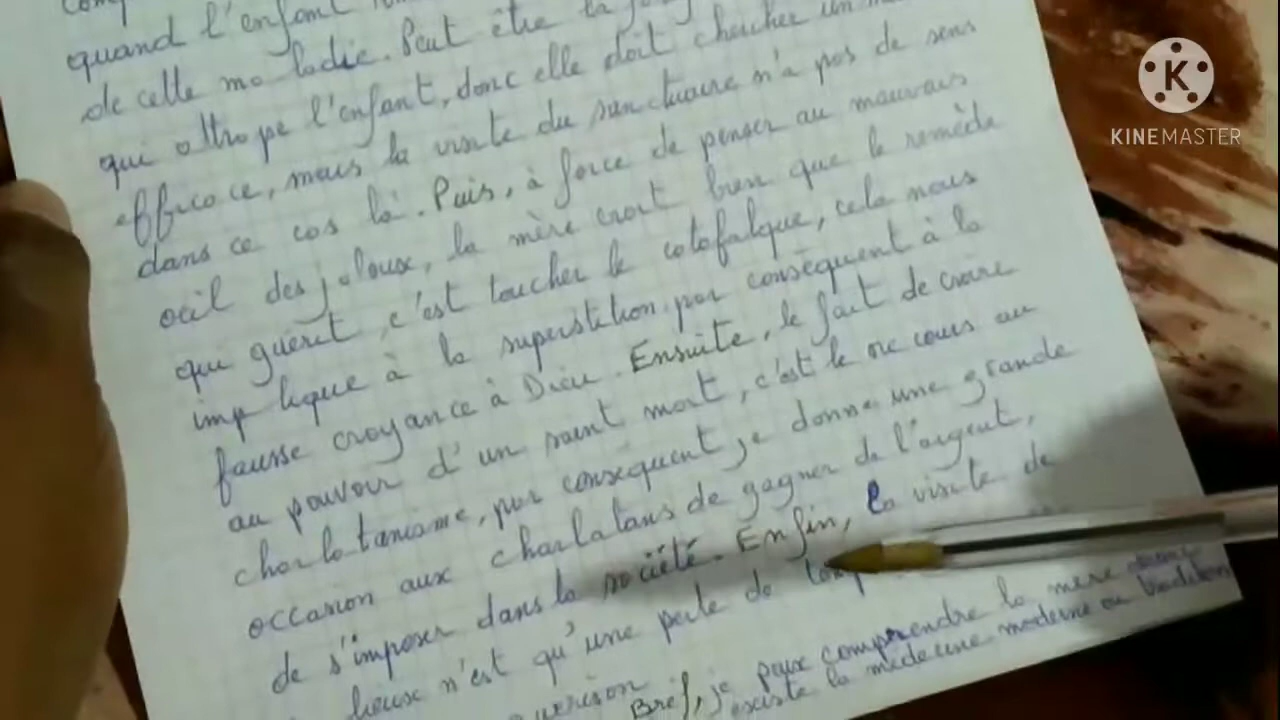 quand l'enfant
de cette maladie. Peut être la
qui attrape l'enfant, donc elle doit chercher un
efficace, mais la visite du sanctuaire n'a pas de sens
dans ce cas là. Puis, à force de penser au mauvais
œil des jaloux, la mère croit bien que le remède
qui guérit, c'est toucher le catafalque, cela nous
implique à la superstition par conséquent à la
fausse croyance à Dieu. Ensuite, le fait de croire
au pouvoir d'un saint mort, c'est le recours au
charlatanisme, par conséquent je donne une grande
occasion aux charlatans de gagner de l'argent,
de s'imposer dans la société. Enfin, la visite de
n'est qu'une perte de
Bref, je peux comprendre la mère
existe la médecine moderne ou
KINEMASTER